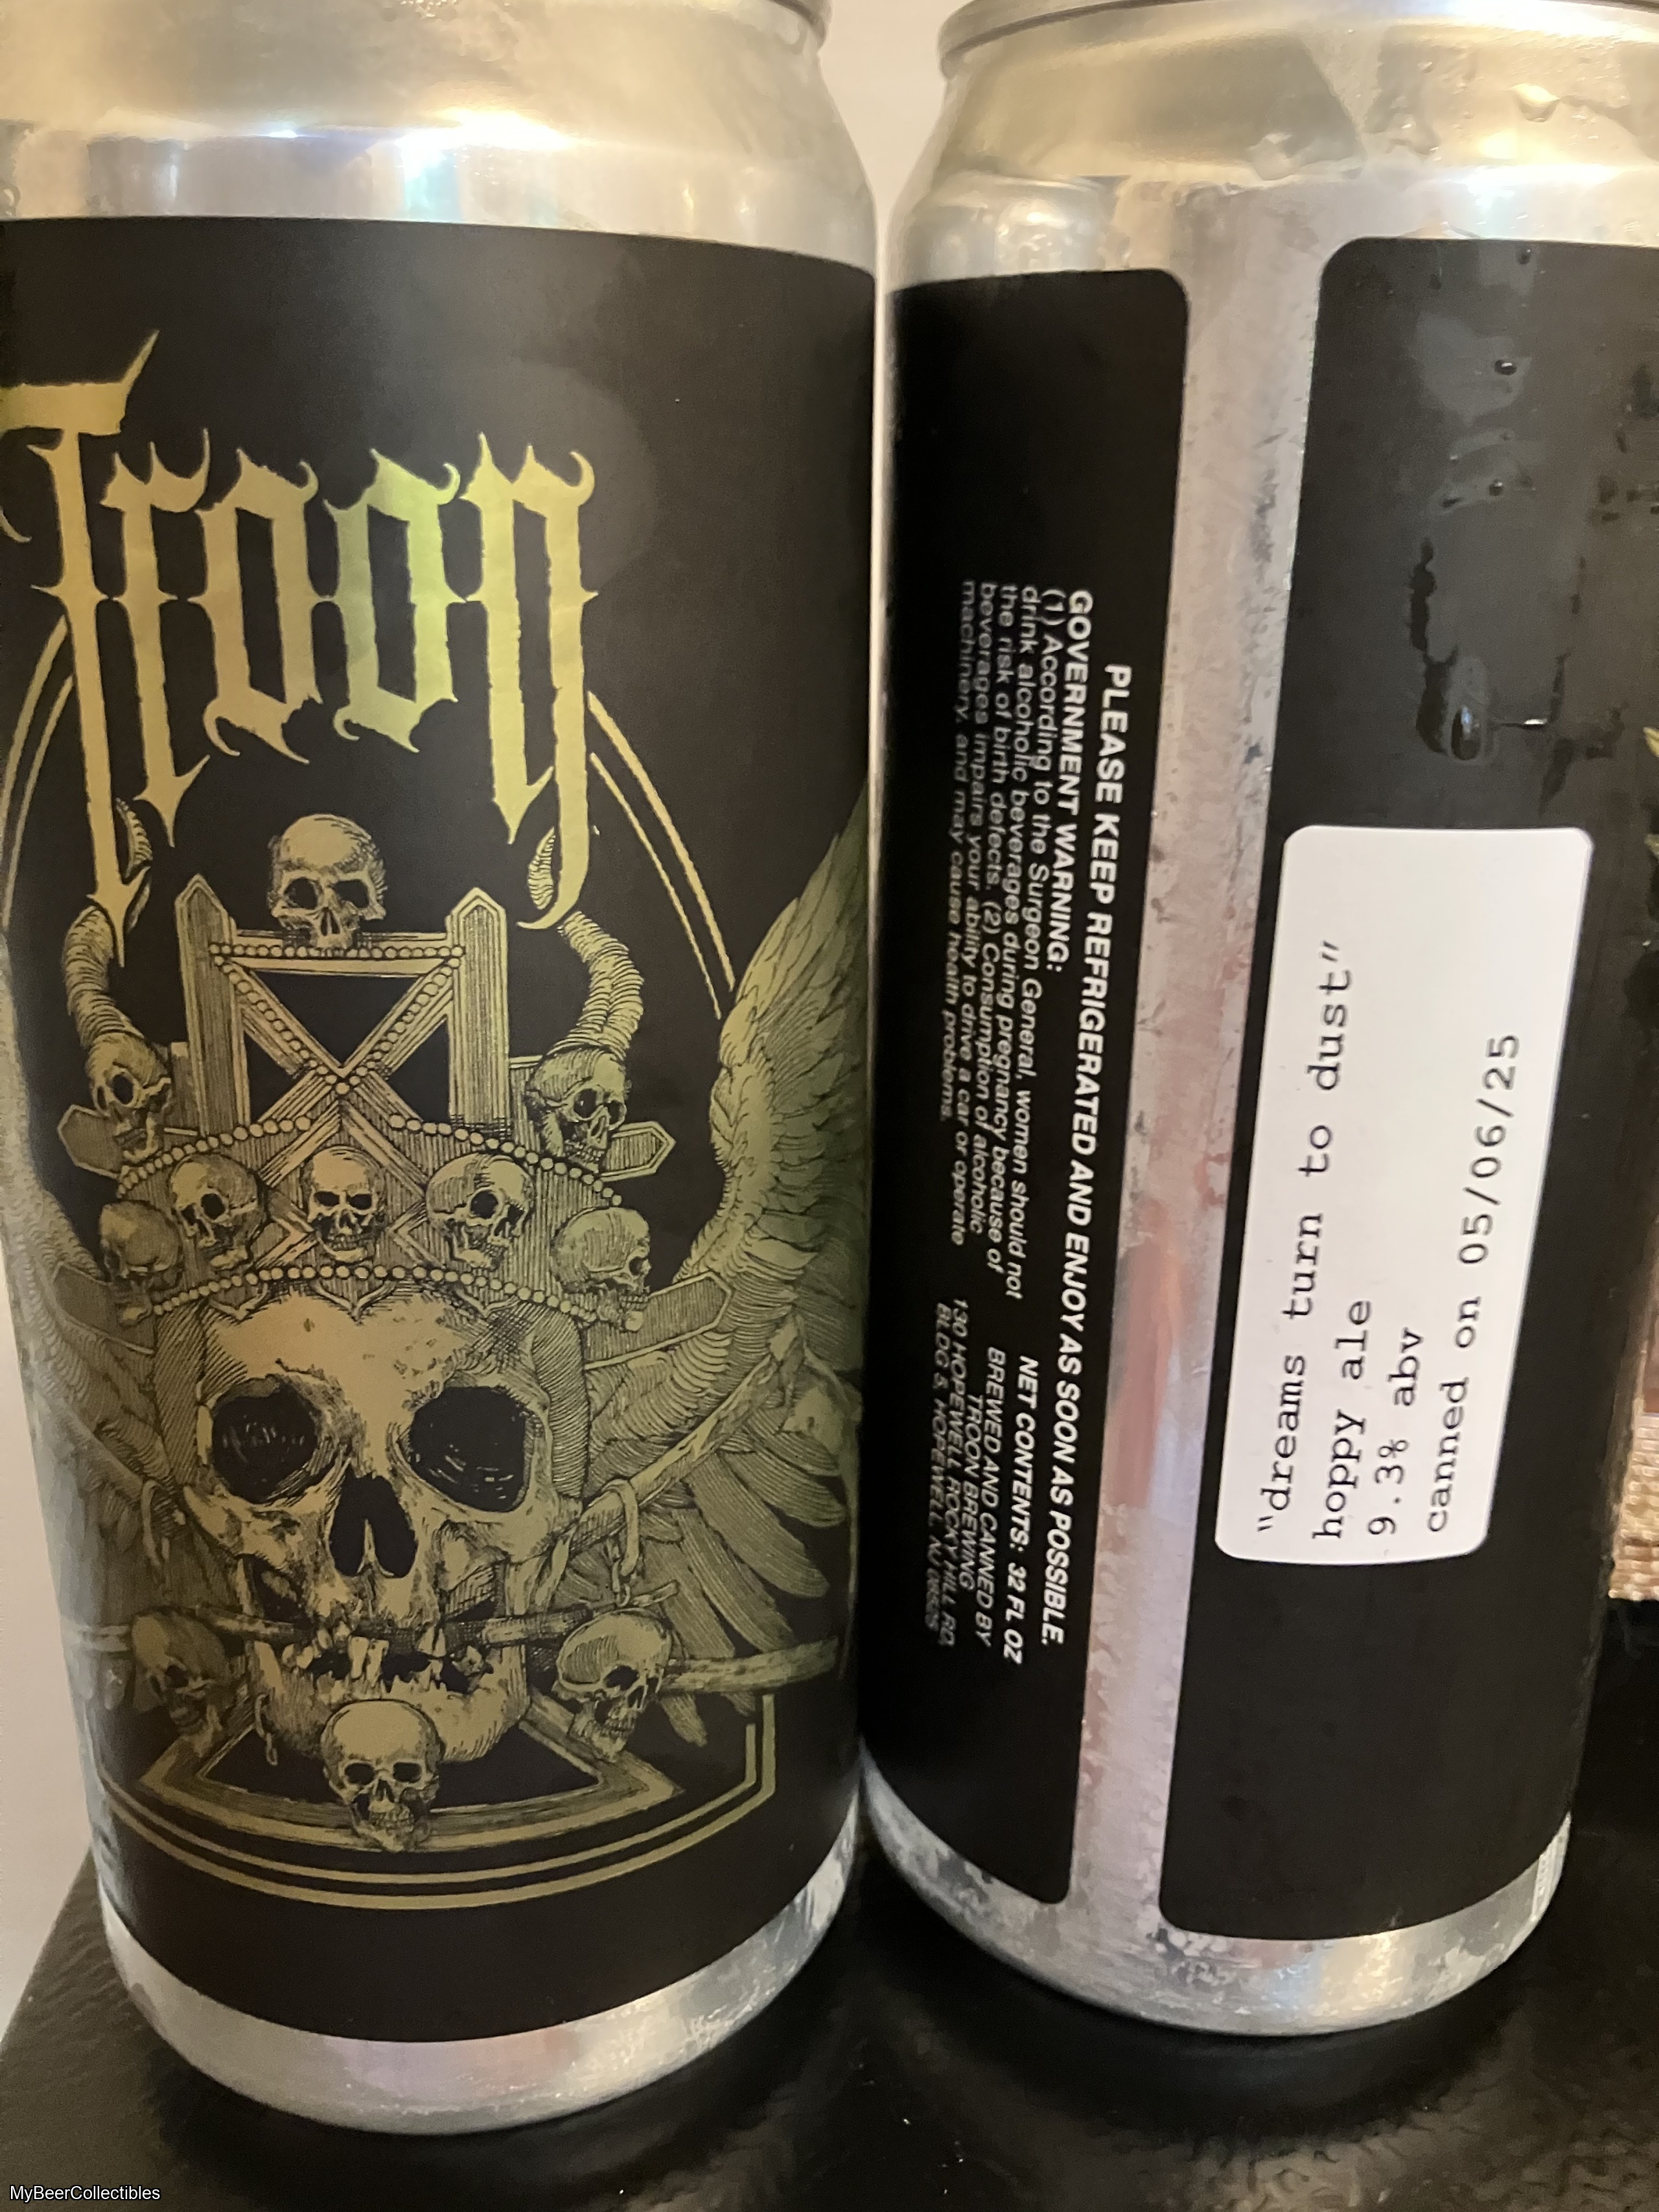 Troon
PLEASE KEEP REFRIGERATED AND ENJOY AS SOON AS POSSIBLE.
GOVERNMENT WARNING:
(1) According to the Surgeon General, women should not
drink alcoholic beverages during pregnancy because of
the risk of birth defects. (2) Consumption of alcoholic
beverages impairs your ability to drive a car or operate
machinery, and may cause health problems.
NET CONTENTS: 32 FL OZ
BREWED AND CANNED BY
TROON BREWING
130 HOPEWELL ROCKY HILL RD
BLDG 5, HOPEWELL, NJ 08525
"dreams turn to dust"
hoppy ale
9.3% abv
canned on 05/06/25
MyBeerCollectibles